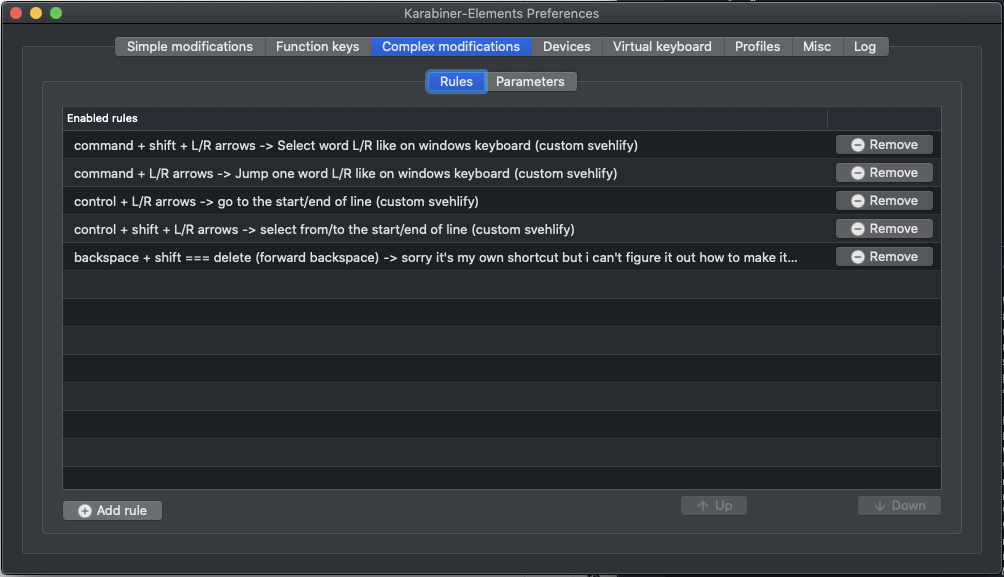 Karabiner-Elements Preferences
Simple modifications Function keys Complex modifications Devices Virtual keyboard Profiles Misc Log
Rules Parameters
Enabled rules
command + shift + L/R arrows -> Select word L/R like on windows keyboard (custom svehlify) Remove
command + L/R arrows -> Jump one word L/R like on windows keyboard (custom svehlify) Remove
control + L/R arrows -> go to the start/end of line (custom svehlify) Remove
control + shift + L/R arrows -> select from/to the start/end of line (custom svehlify) Remove
backspace + shift === delete (forward backspace) -> sorry it's my own shortcut but i can't figure it out how to make it... Remove
Add rule Up Down